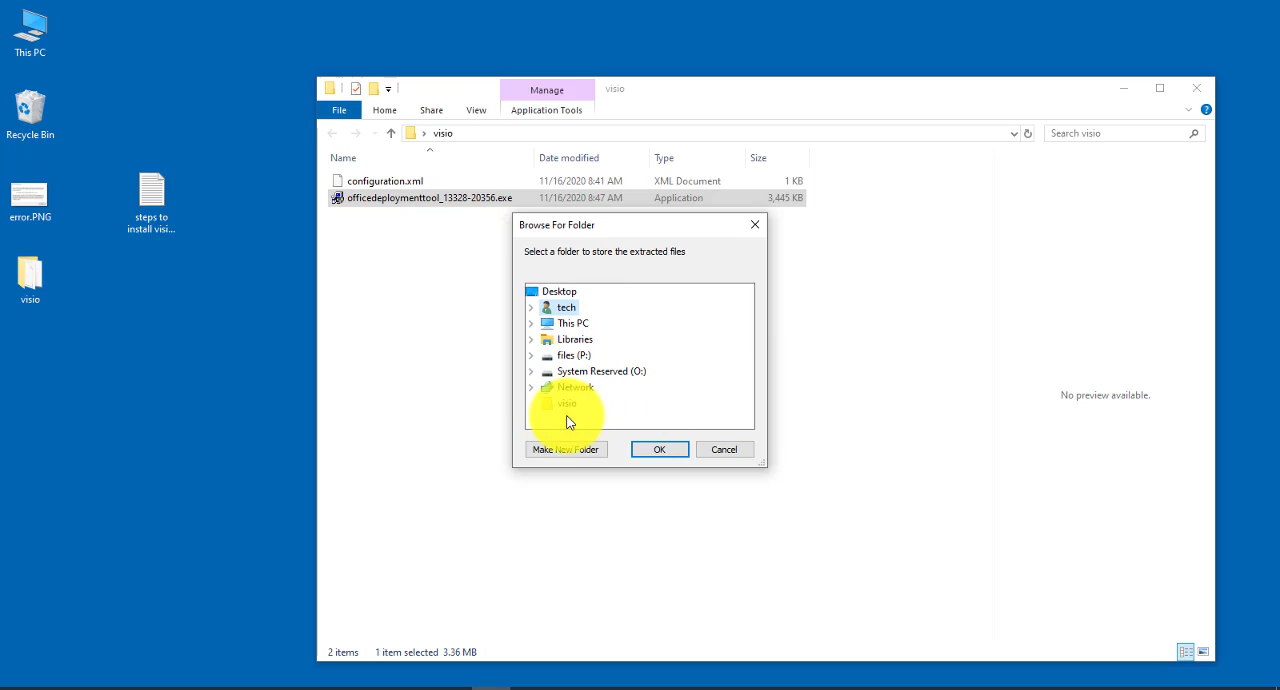 This PC
Recycle Bin
error.PNG
steps to
install visi...
visio
Manage
visio
File
Home
Share
View
Application Tools
visio
Search visio
Name
Date modified
Type
Size
configuration.xml
11/16/2020 8:41 AM
XML Document
1 KB
officedeploymenttool_13328-20356.exe
11/16/2020 8:47 AM
Application
3,445 KB
Browse For Folder
Select a folder to store the extracted files
Desktop
tech
This PC
Libraries
files (P:)
System Reserved (O:)
Network
visio
Make New Folder
OK
Cancel
No preview available.
2 items
1 item selected 3.36 MB